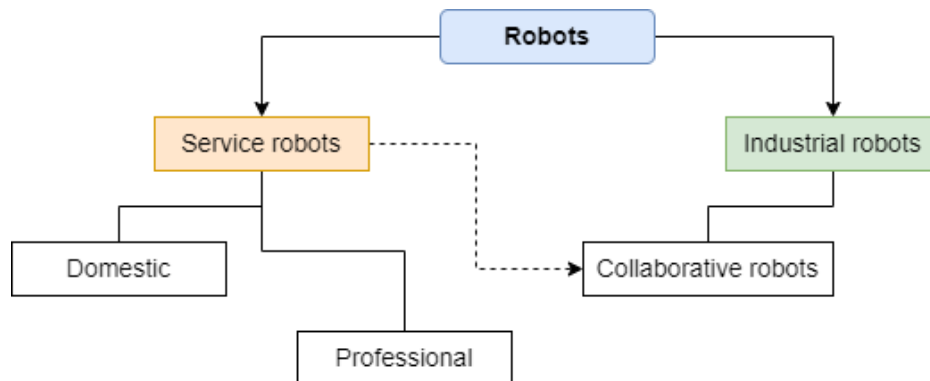 Robots
Service robots
Industrial robots
Domestic
Collaborative robots
Professional